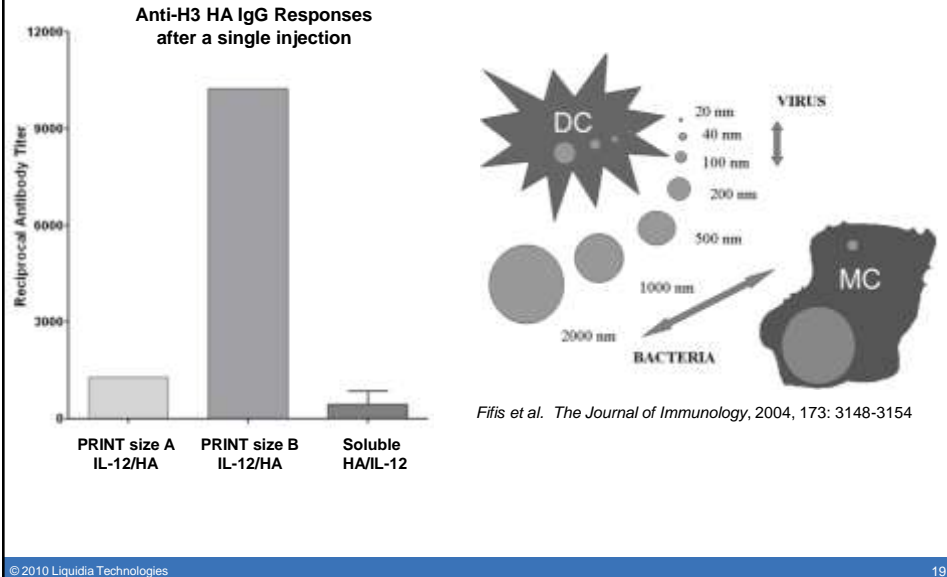 Anti-H3 HA IgG Responses
after a single injection
Reciprocal Antibody Titer
12000
9000
6000
3000
0
PRINT size A
IL-12/HA
PRINT size B
IL-12/HA
Soluble
HA/IL-12
DC
20 nm
40 nm
100 nm
200 nm
500 nm
1000 nm
2000 nm
VIRUS
BACTERIA
MC
Fifis et al. The Journal of Immunology, 2004, 173: 3148-3154
© 2010 Liquidia Technologies
19